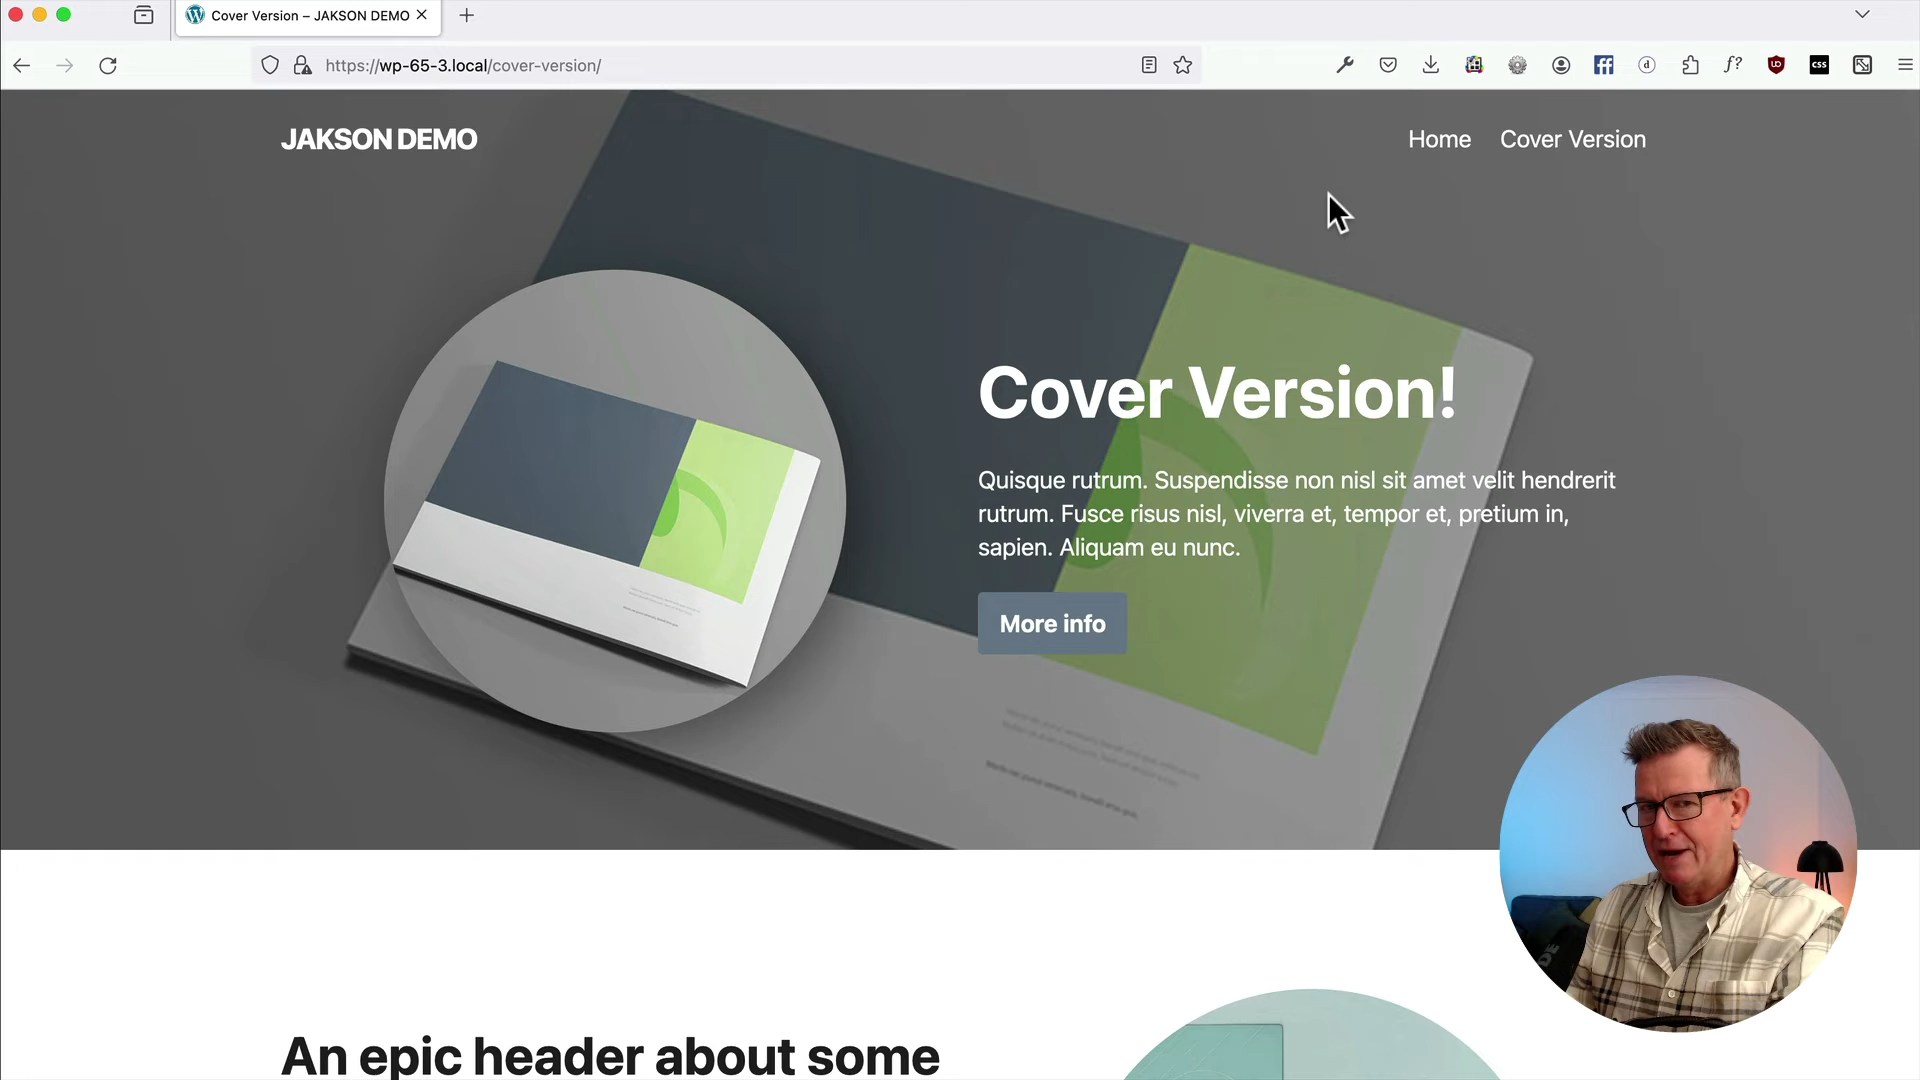 Cover Version – JAKSON DEMO
https://wp-65-3.local/cover-version/
JAKSON DEMO
Home
Cover Version
Cover Version!
Quisque rutrum. Suspendisse non nisl sit amet velit hendrerit
rutrum. Fusce risus nisl, viverra et, tempor et, pretium in,
sapien. Aliquam eu nunc.
More info
An epic header about some